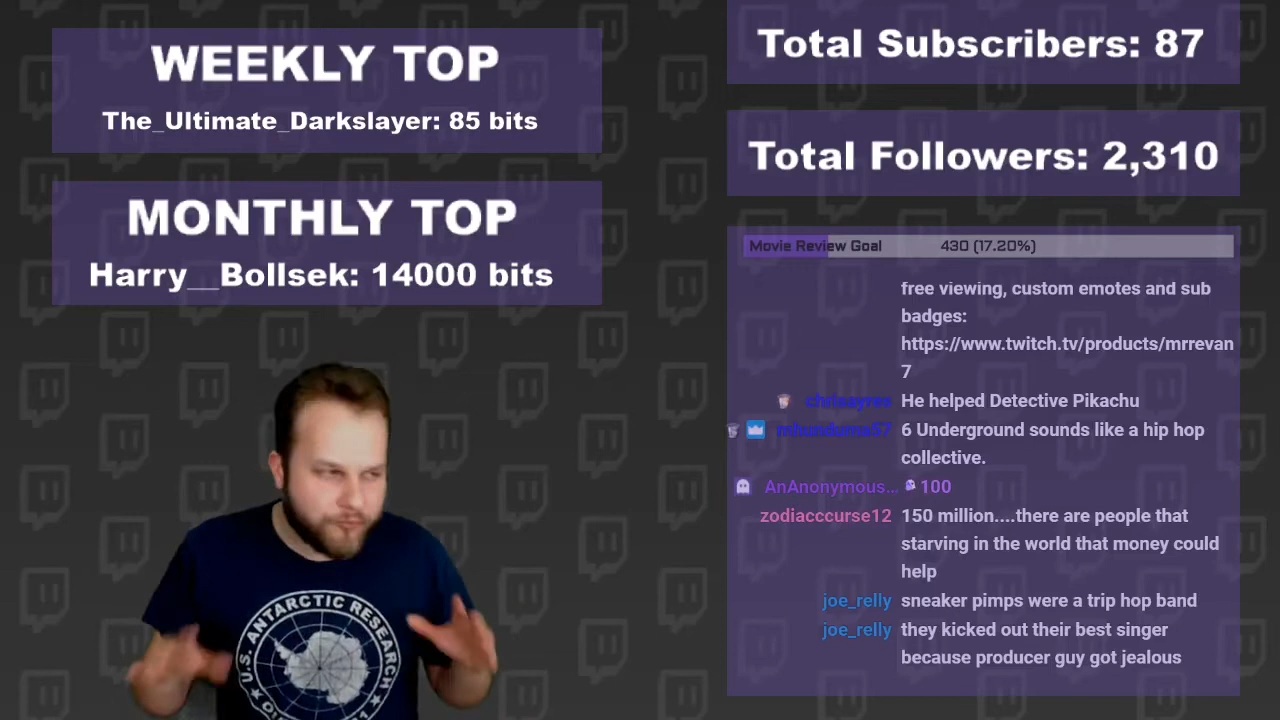 WEEKLY TOP
The_Ultimate_Darkslayer: 85 bits
MONTHLY TOP
Harry__Bollsek: 14000 bits
Total Subscribers: 87
Total Followers: 2,310
Movie Review Goal 430 (17.20%)
free viewing, custom emotes and sub
badges:
https://www.twitch.tv/products/mrrevan
7
He helped Detective Pikachu
6 Underground sounds like a hip hop
collective.
AnAnonymous... 100
zodiacccurse12 150 million....there are people that
starving in the world that money could
help
joe_relly sneaker pimps were a trip hop band
joe_relly they kicked out their best singer
because producer guy got jealous
U.S. ANTARCTIC RESEARCH